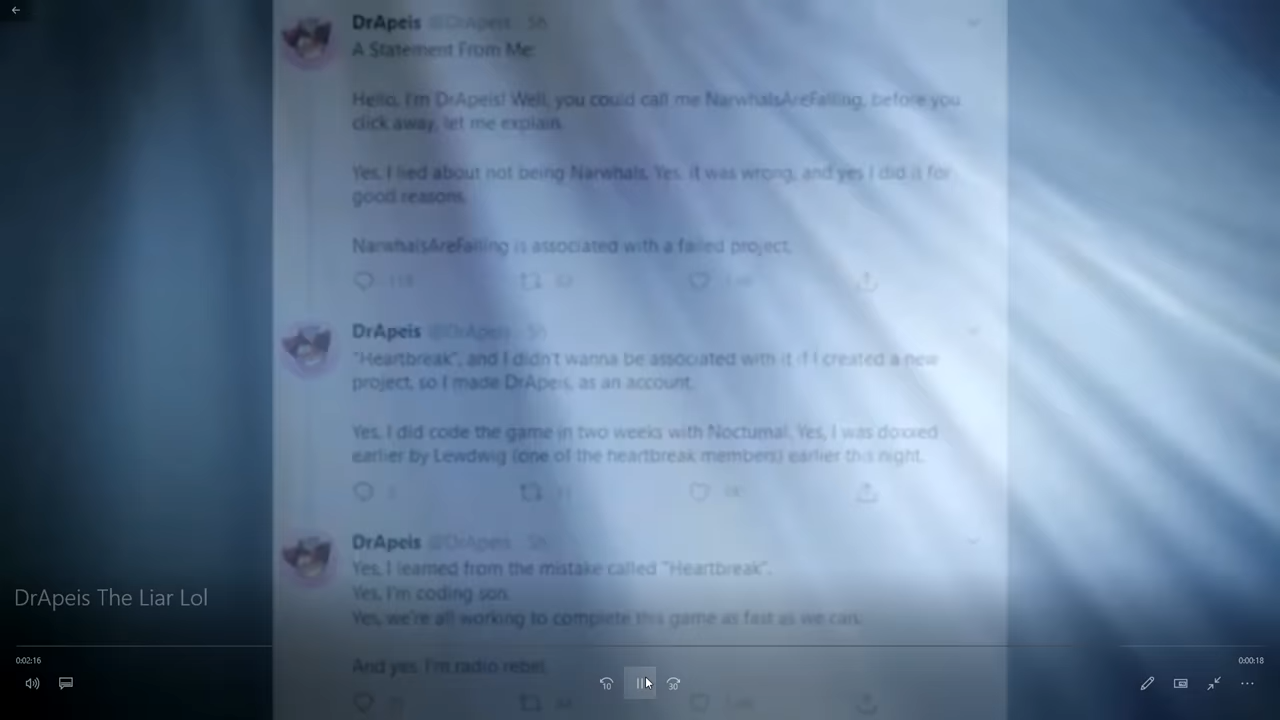 DrApeis @DrApeis · 5h
A Statement From Me:
Hello, I'm DrApeis! Well, you could call me NarwhalsAreFalling, before you
click away, let me explain.
Yes, I lied about not being Narwhals. Yes, it was wrong, and yes I did it for
good reasons.
NarwhalsAreFalling is associated with a failed project,
DrApeis @DrApeis · 5h
"Heartbreak", and I didn't wanna be associated with it if I created a new
project, so I made DrApeis, as an account.
Yes, I did code the game in two weeks with Nocturnal. Yes, I was doxxed
earlier by Lewdwig (one of the heartbreak members) earlier this night.
DrApeis @DrApeis · 5h
Yes, I learned from the mistake called "Heartbreak".
Yes, I'm coding son.
Yes, we're all working to complete this game as fast as we can.
And yes, I'm radio rebel.
DrApeis The Liar Lol
0:02:16
0:00:18
10
30